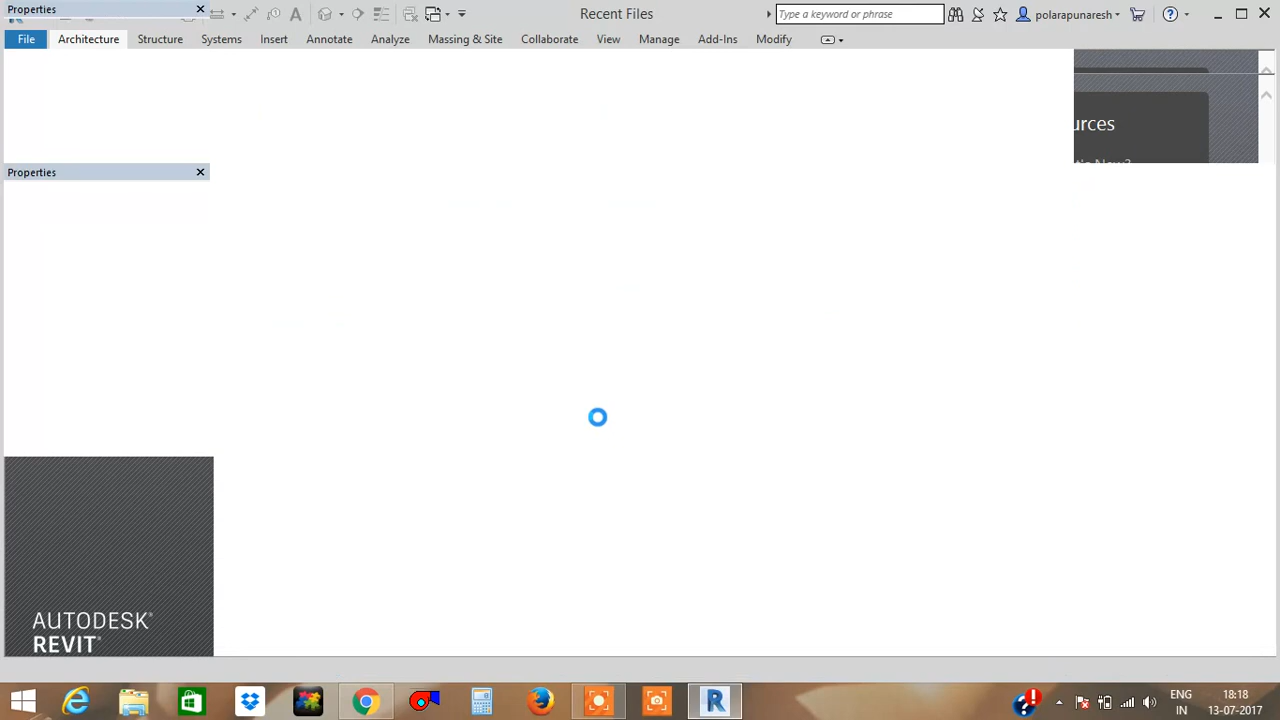 Properties
Recent Files
Type a keyword or phrase
polarapunaresh
File
Architecture
Structure
Systems
Insert
Annotate
Analyze
Massing & Site
Collaborate
View
Manage
Add-Ins
Modify
urces
t's New?
Properties
AUTODESK®
REVIT®
ENG
IN
18:18
13-07-2017